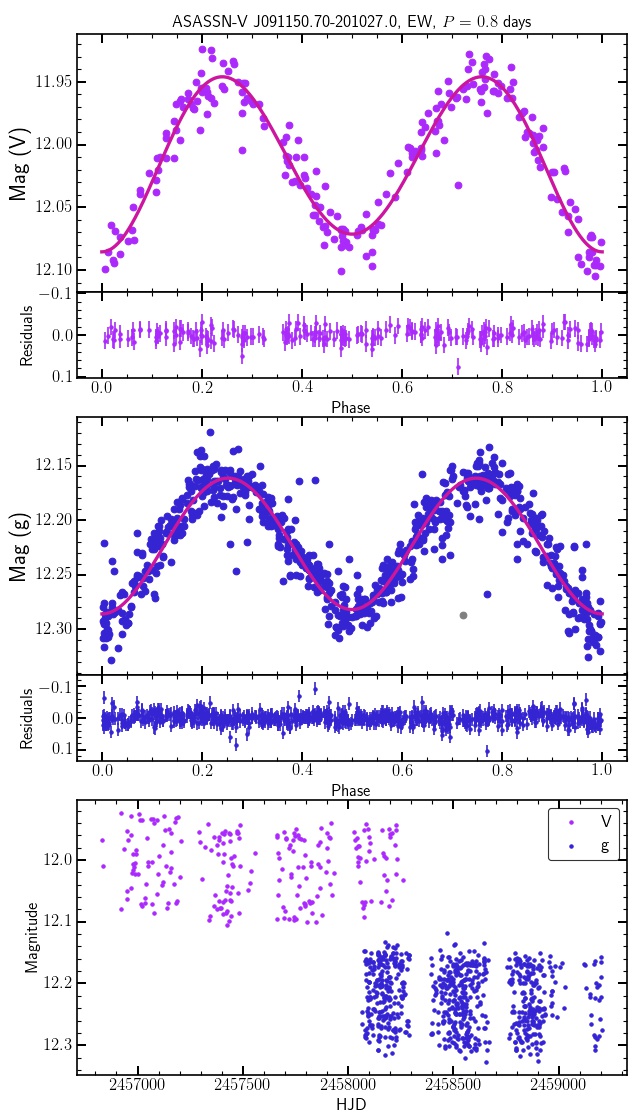 ASASSN-V J091150.70-201027.0, EW, P = 0.8 days
Mag (V)
11.95
12.00
12.05
12.10
Residuals
−0.1
0.0
0.1
0.0 0.2 0.4 0.6 0.8 1.0
Phase
Mag (g)
12.15
12.20
12.25
12.30
Residuals
−0.1
0.0
0.1
0.0 0.2 0.4 0.6 0.8 1.0
Phase
V
g
Magnitude
12.0
12.1
12.2
12.3
2457000 2457500 2458000 2458500 2459000
HJD